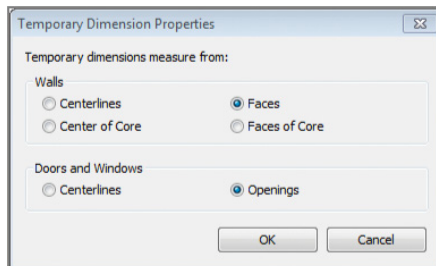 Temporary Dimension Properties
Temporary dimensions measure from:
Walls
Centerlines Faces
Center of Core Faces of Core
Doors and Windows
Centerlines Openings
OK Cancel